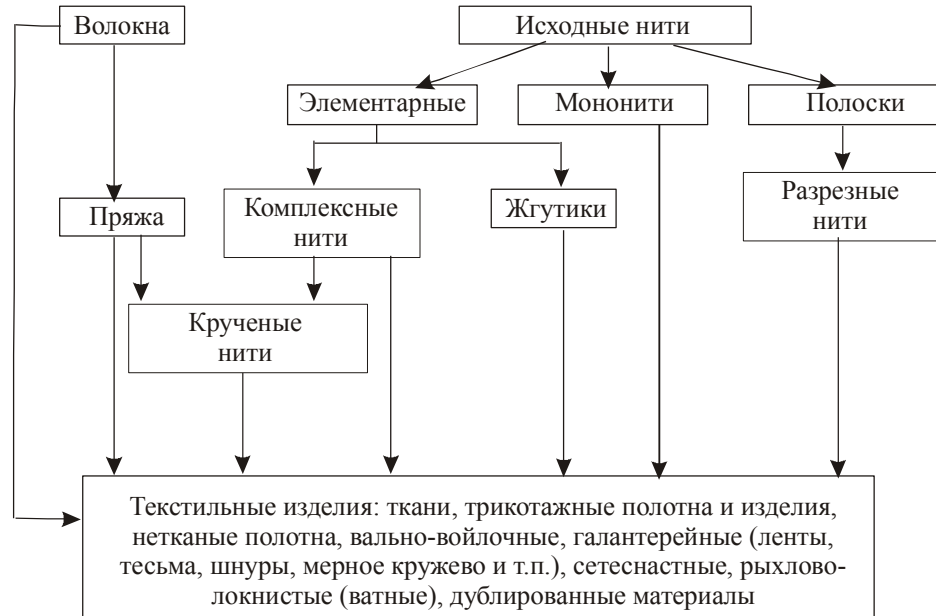 Волокна
Исходные нити
Элементарные
Мононити
Полоски
Пряжа
Комплексные
нити
Жгутики
Разрезные
нити
Крученые
нити
Текстильные изделия: ткани, трикотажные полотна и изделия,
нетканые полотна, вально-войлочные, галантерейные (ленты,
тесьма, шнуры, мерное кружево и т.п.), сетеснастные, рыхлово-
локнистые (ватные), дублированные материалы